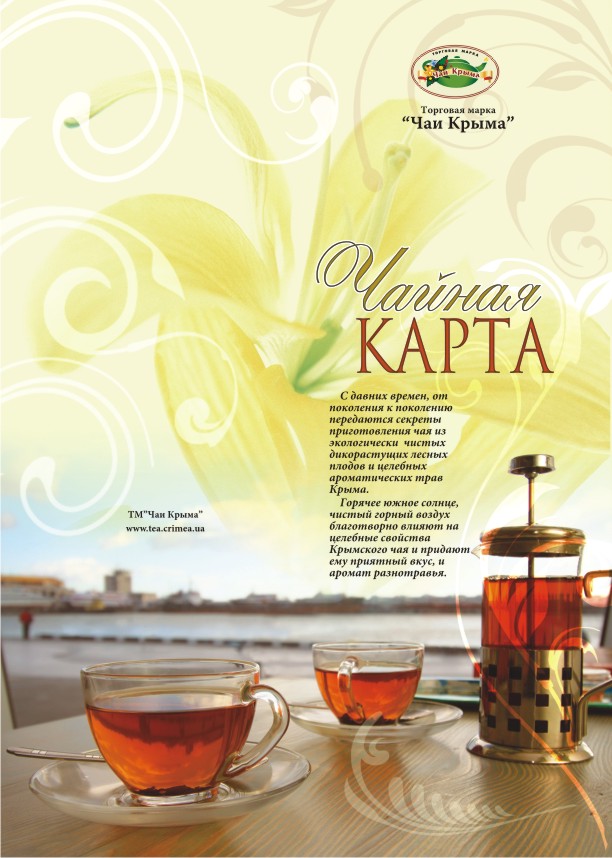 ТОРГОВАЯ МАРКА
Чаи Крыма
Торговая марка
“Чаи Крыма”
Чайная
КАРТА
С давних времен, от
поколения к поколению
передаются секреты
приготовления чая из
экологически чистых
дикорастущих лесных
плодов и целебных
ароматических трав
Крыма.
Горячее южное солнце,
чистый горный воздух
благотворно влияют на
целебные свойства
Крымского чая и придают
ему приятный вкус, и
аромат разнотравья.
ТМ"Чаи Крыма"
www.tea.crimea.ua